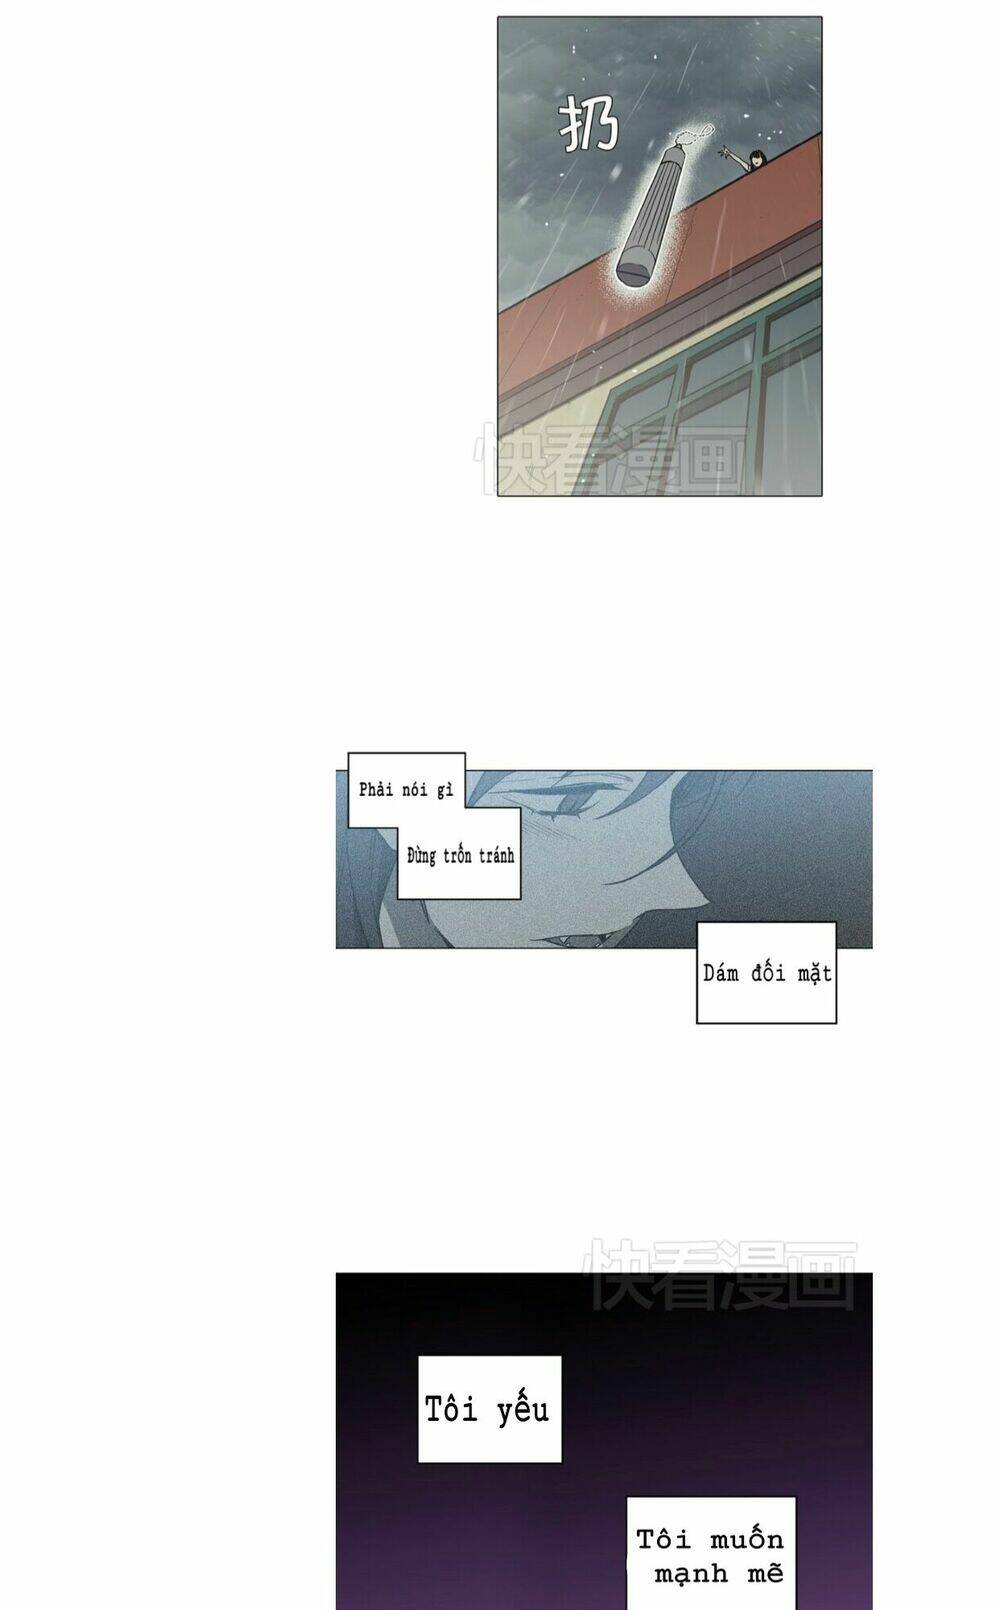 扔
快看漫画
Phải nói gì
Đừng trốn tránh
Dám đối mặt
快看漫画
Tôi yếu
Tôi muốn
mạnh mẽ